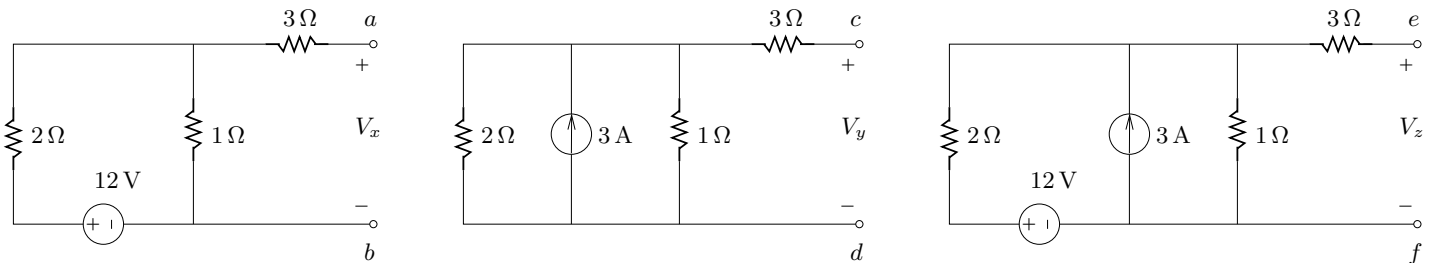 3 Ω a 3 Ω c 3 Ω e
+ + +
2 Ω 1 Ω V_x 2 Ω 3 A 1 Ω V_y 2 Ω 3 A 1 Ω V_z
12 V 12 V
+ − − − + − −
b d f